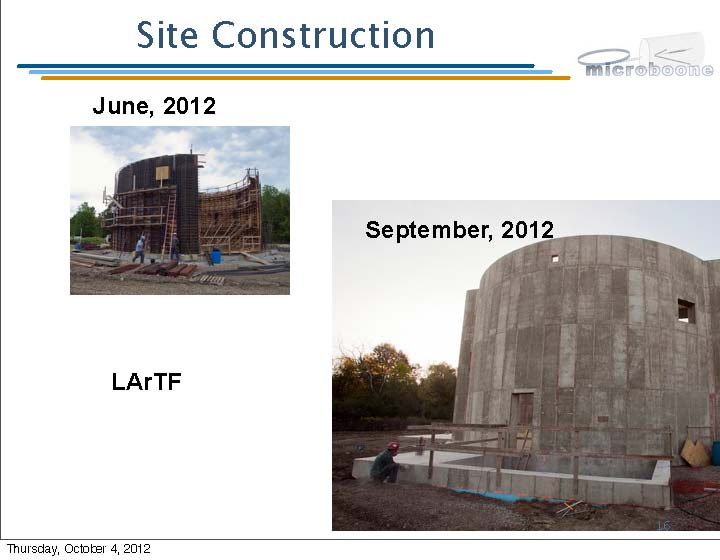 Site Construction
microboone
June, 2012
September, 2012
LArTF
16
Thursday, October 4, 2012